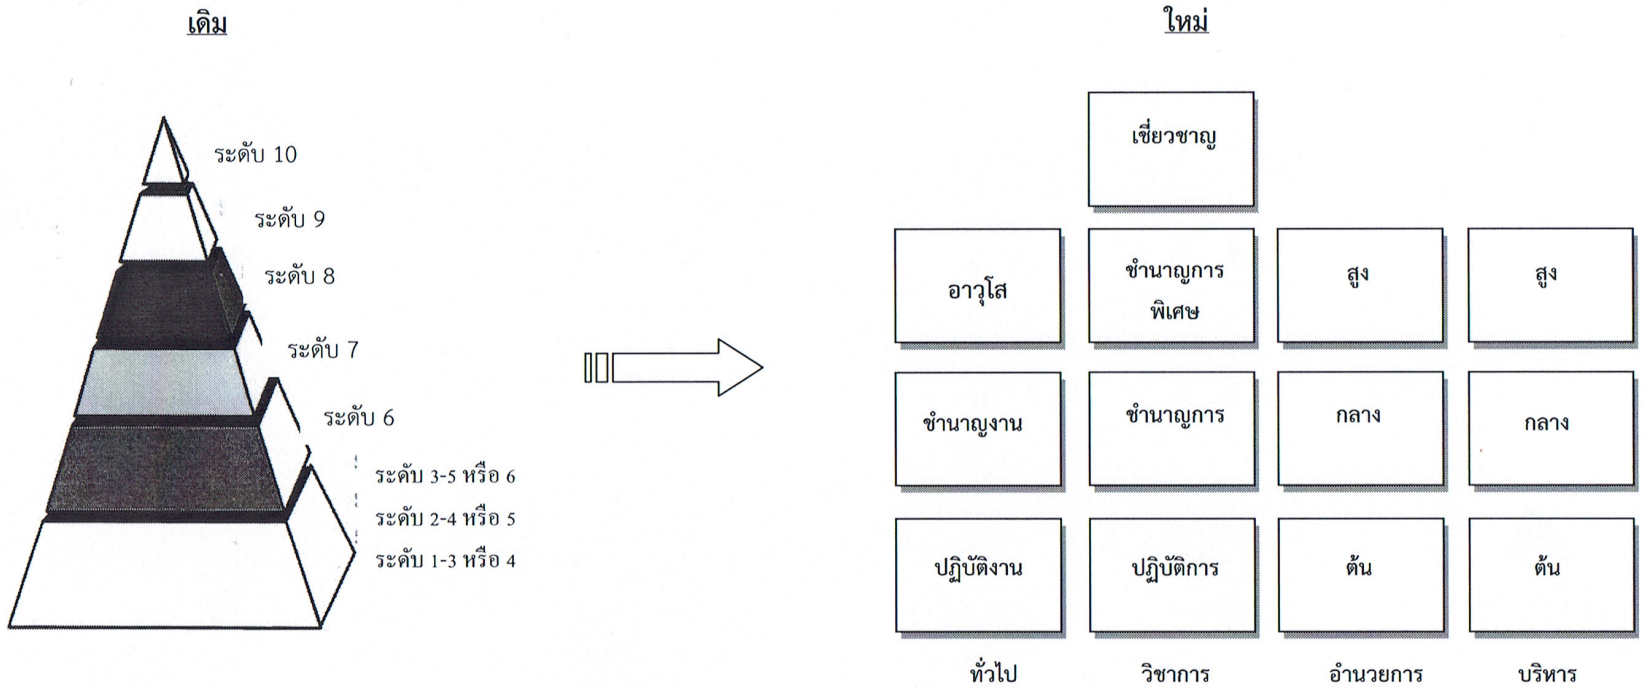 เดิม
ระดับ 10
ระดับ 9
ระดับ 8
ระดับ 7
ระดับ 6
ระดับ 3-5 หรือ 6
ระดับ 2-4 หรือ 5
ระดับ 1-3 หรือ 4
ใหม่
เชี่ยวชาญ
อาวุโส
ชำนาญการ
พิเศษ
สูง
สูง
ชำนาญงาน
ชำนาญการ
กลาง
กลาง
ปฏิบัติงาน
ปฏิบัติการ
ต้น
ต้น
ทั่วไป
วิชาการ
อำนวยการ
บริหาร